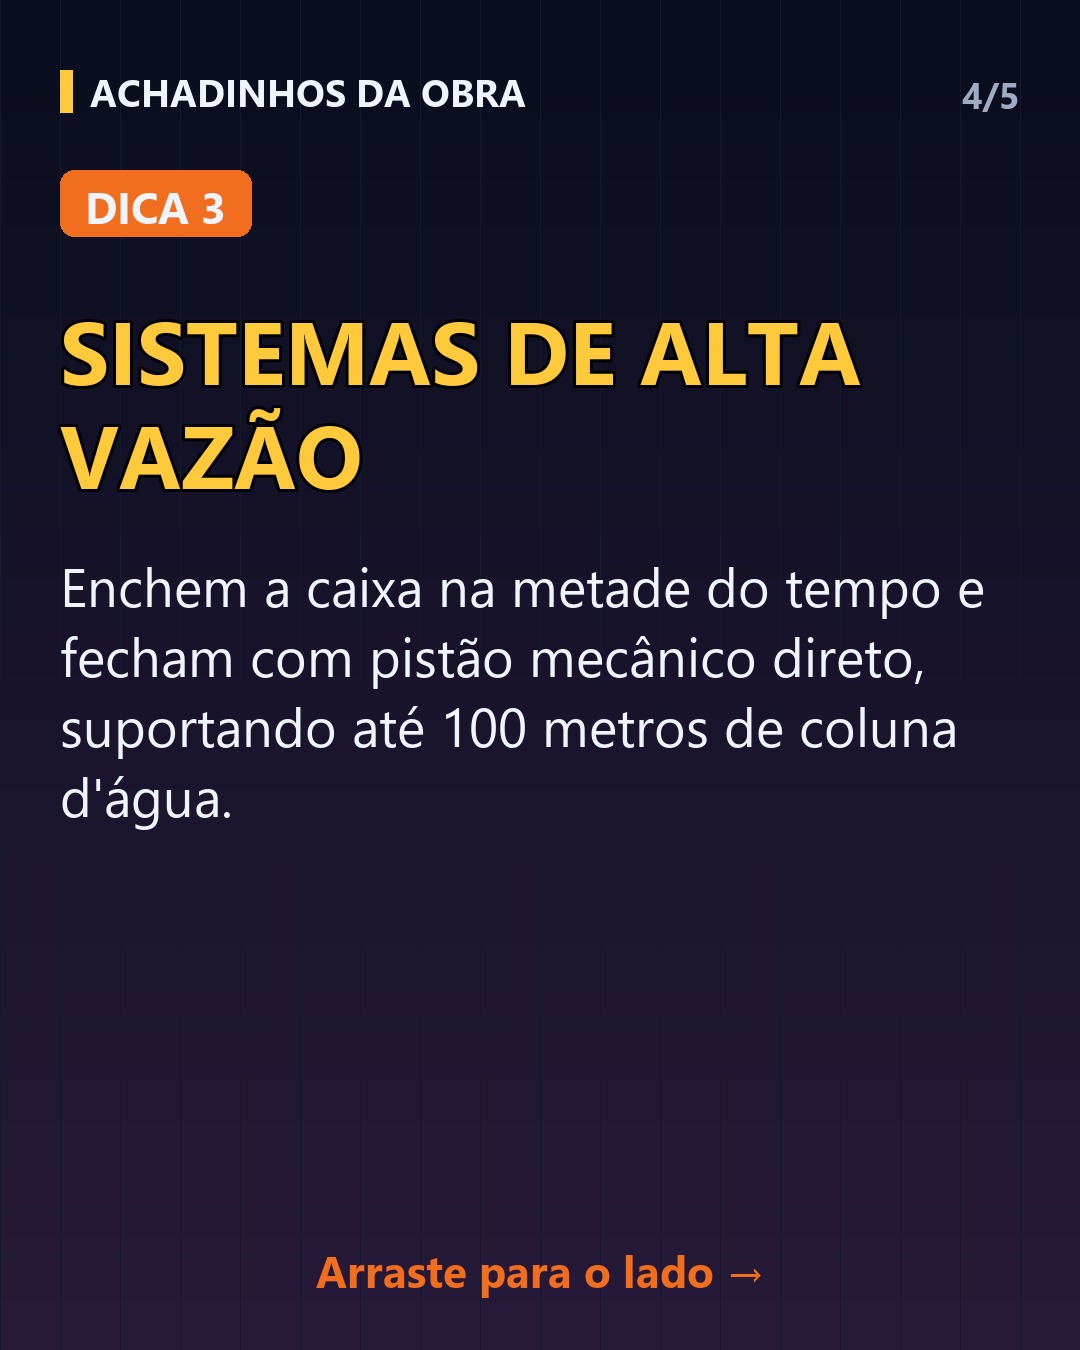 ACHADINHOS DA OBRA
4/5
DICA 3
SISTEMAS DE ALTA
VAZÃO
Enchem a caixa na metade do tempo e
fecham com pistão mecânico direto,
suportando até 100 metros de coluna
d'água.
Arraste para o lado →